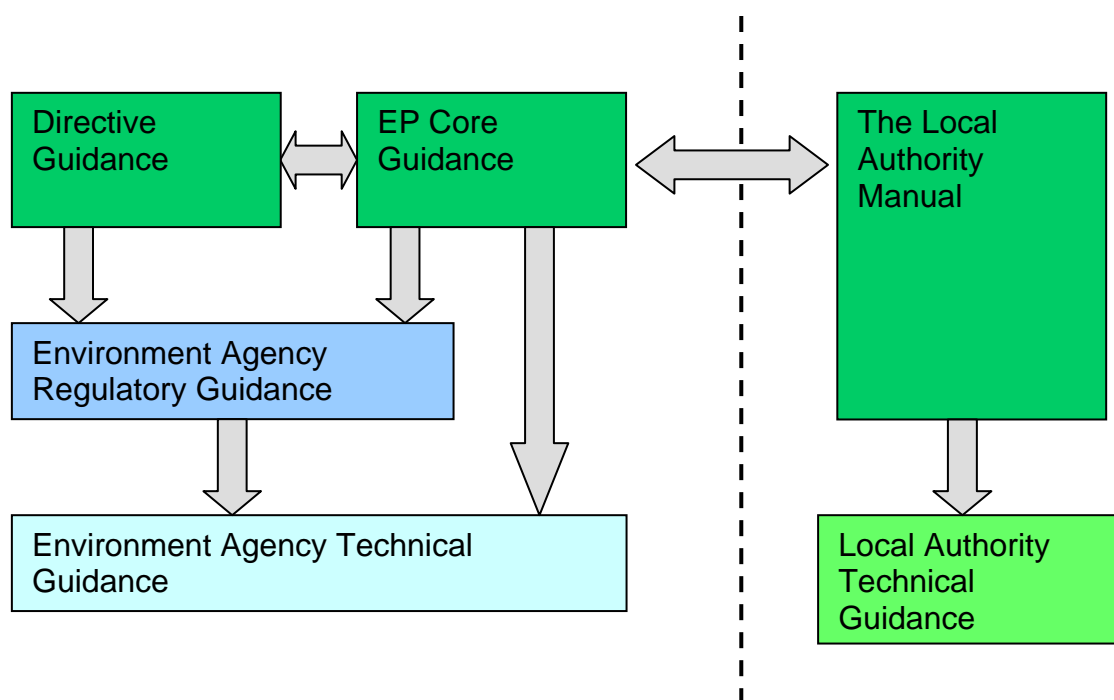 Directive
Guidance
EP Core
Guidance
The Local
Authority
Manual
Environment Agency
Regulatory Guidance
Environment Agency Technical
Guidance
Local Authority
Technical
Guidance